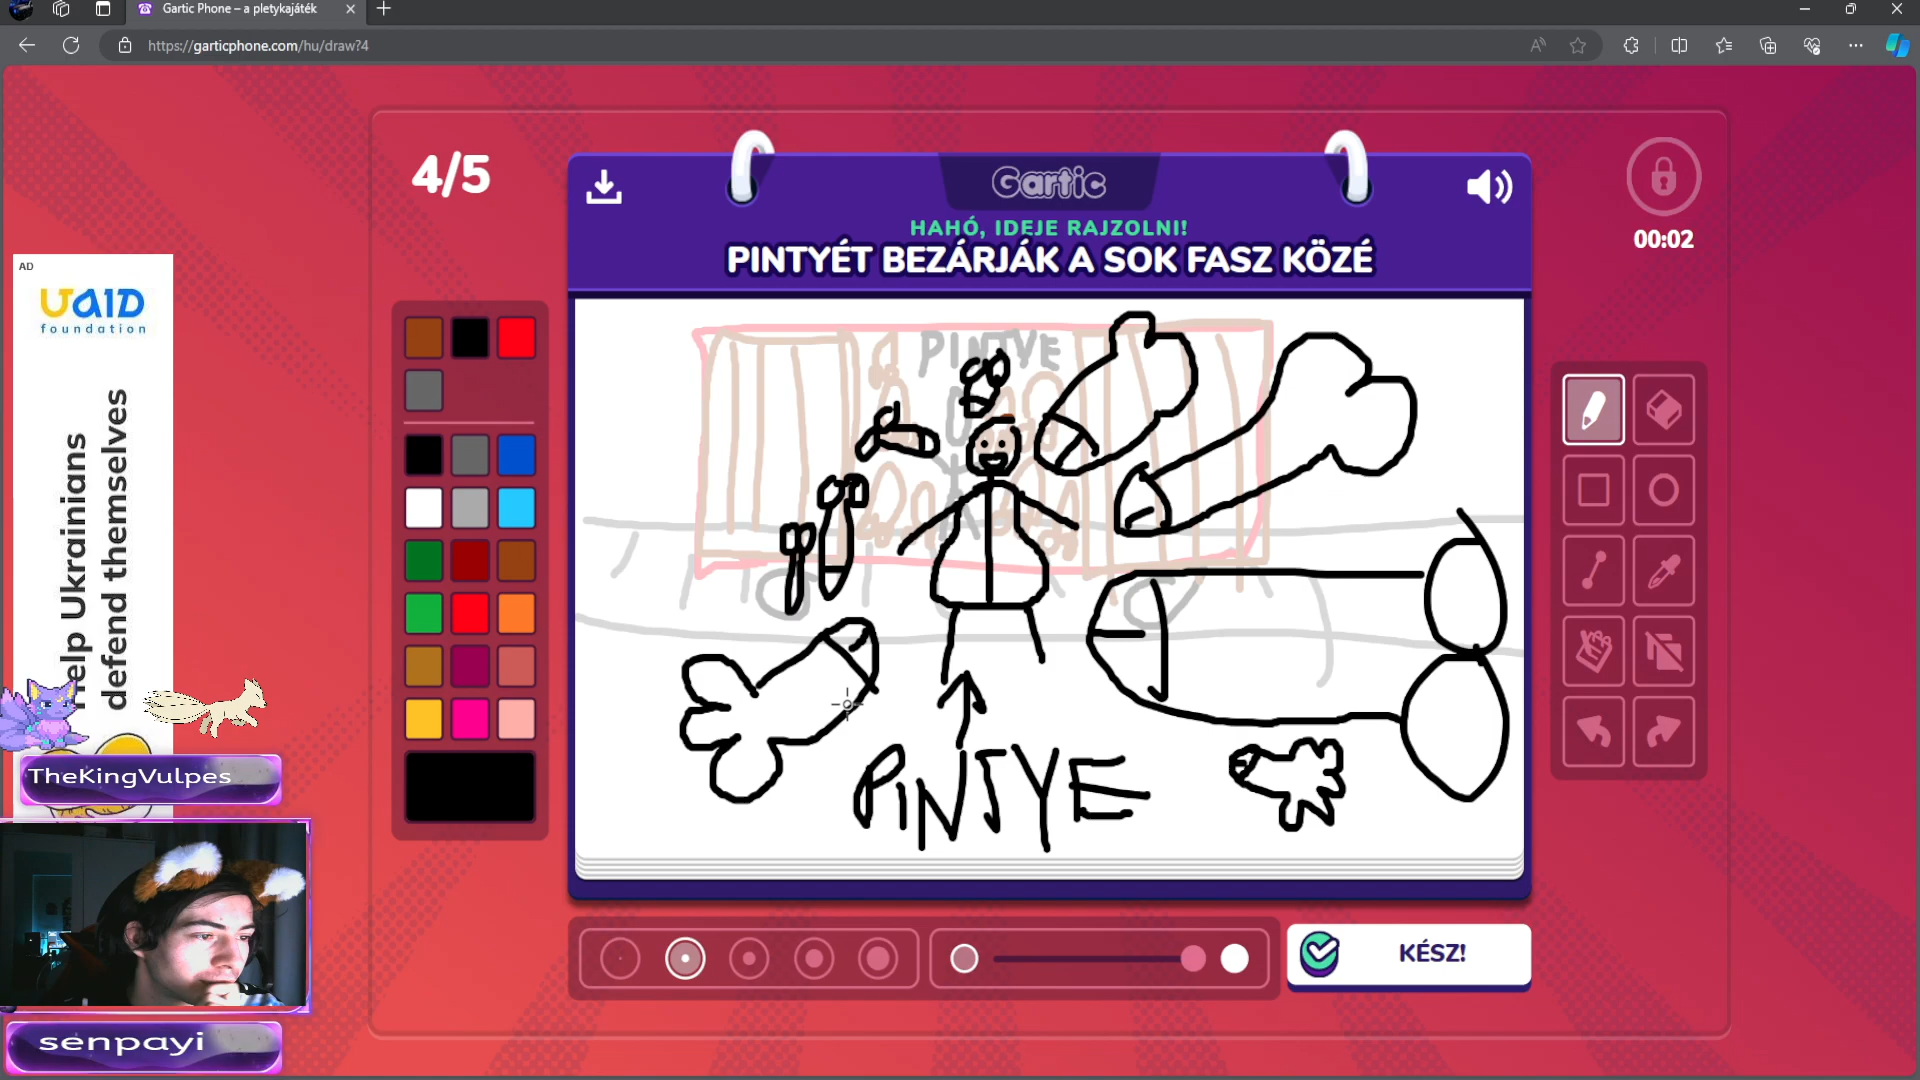 Gartic Phone – a pletykajáték
https://garticphone.com/hu/draw?4
4/5
Gartic
HAHÓ, IDEJE RAJZOLNI!
PINTYÉT BEZÁRJÁK A SOK FASZ KÖZÉ
00:02
AD
UAID
foundation
Help Ukrainians
defend themselves
PINTYE
PINTYE
TheKingVulpes
KÉSZ!
senpayi